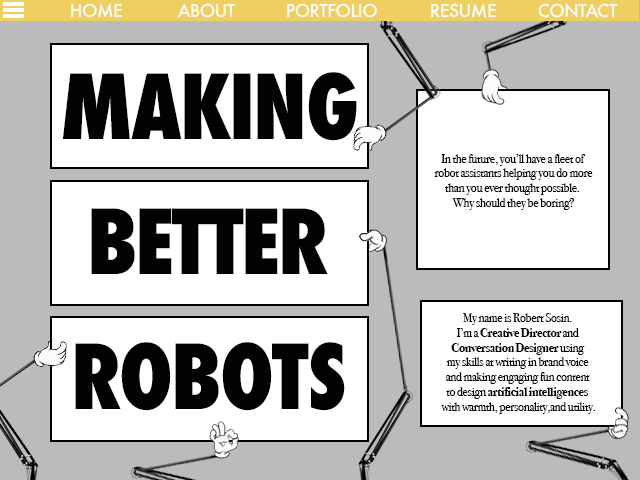 HOME ABOUT PORTFOLIO RESUME CONTACT
MAKING
BETTER
ROBOTS
In the future, you'll have a fleet of
robot assistants helping you do more
than you ever thought possible.
Why should they be boring?
My name is Robert Sosin.
I'm a Creative Director and
Conversation Designer using
my skills at writing in brand voice
and making engaging fun content
to design artificial intelligences
with warmth, personality,and utility.